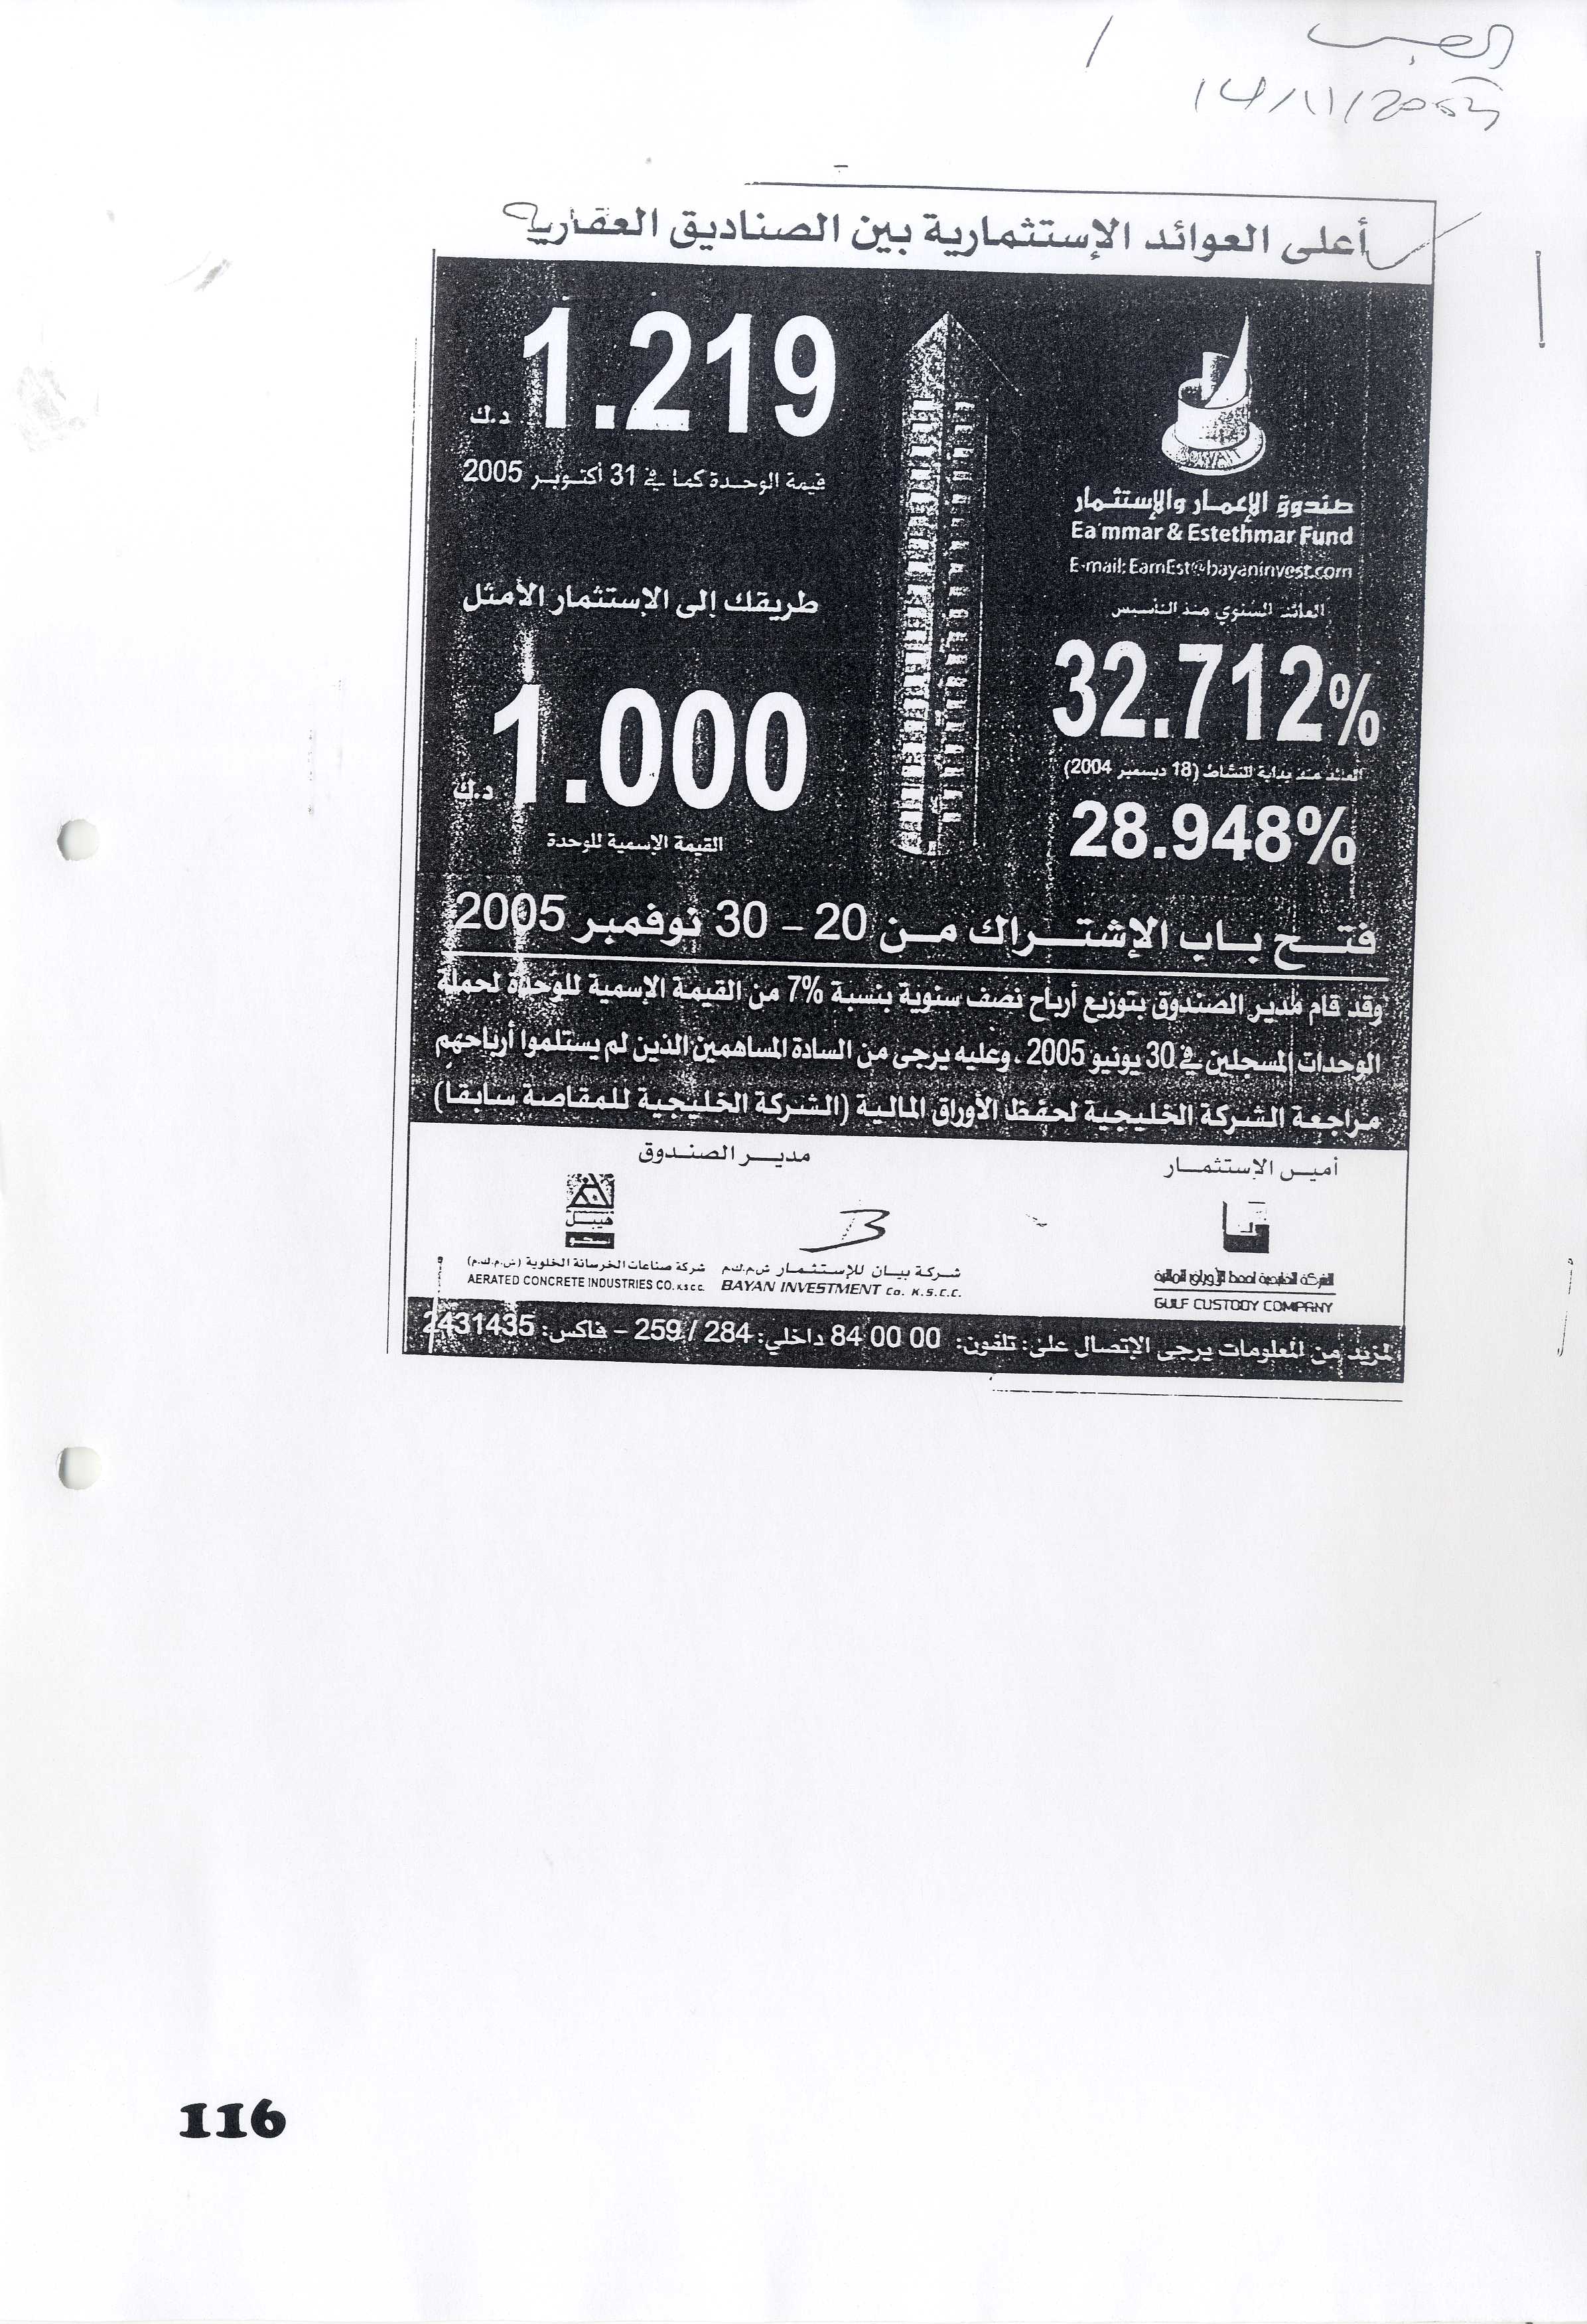 14/11/2005
أعلى العوائد الإستثمارية بين الصناديق العقارية
صندوق الإعمار والإستثمار
Ea'mmar & Estethmar Fund
E-mail: EamEst@bayaninvest.com
العائد السنوي منذ التأسيس
32.712%
العائد منذ بداية النشاط (18 ديسمبر 2004)
28.948%
1.219 د.ك
قيمة الوحدة كما في 31 أكتوبر 2005
طريقك إلى الإستثمار الأمثل
1.000 د.ك
القيمة الإسمية للوحدة
فتح باب الإشتراك من 20 - 30 نوفمبر 2005
وقد قام مدير الصندوق بتوزيع أرباح نصف سنوية بنسبة 7% من القيمة الإسمية للوحدة لحملة
الوحدات المسجلين في 30 يونيو 2005 ، وعليه يرجى من السادة المساهمين الذين لم يستلموا أرباحهم
مراجعة الشركة الخليجية لحفظ الأوراق المالية (الشركة الخليجية للمقاصة سابقا)
أمين الإستثمار
الشركة الخليجية لحفظ الأوراق المالية
GULF CUSTODY COMPANY
مدير الصندوق
شركة بيان للإستثمار ش.م.ك.م
BAYAN INVESTMENT Co. K.S.C.C.
شركة صناعات الخرسانة الخلوية (ش.م.ك.م)
AERATED CONCRETE INDUSTRIES CO. K.S.C.C.
لمزيد من المعلومات يرجى الإتصال على: تلفون: 00 00 84 داخلي: 284 / 259 - فاكس: 2431435
116